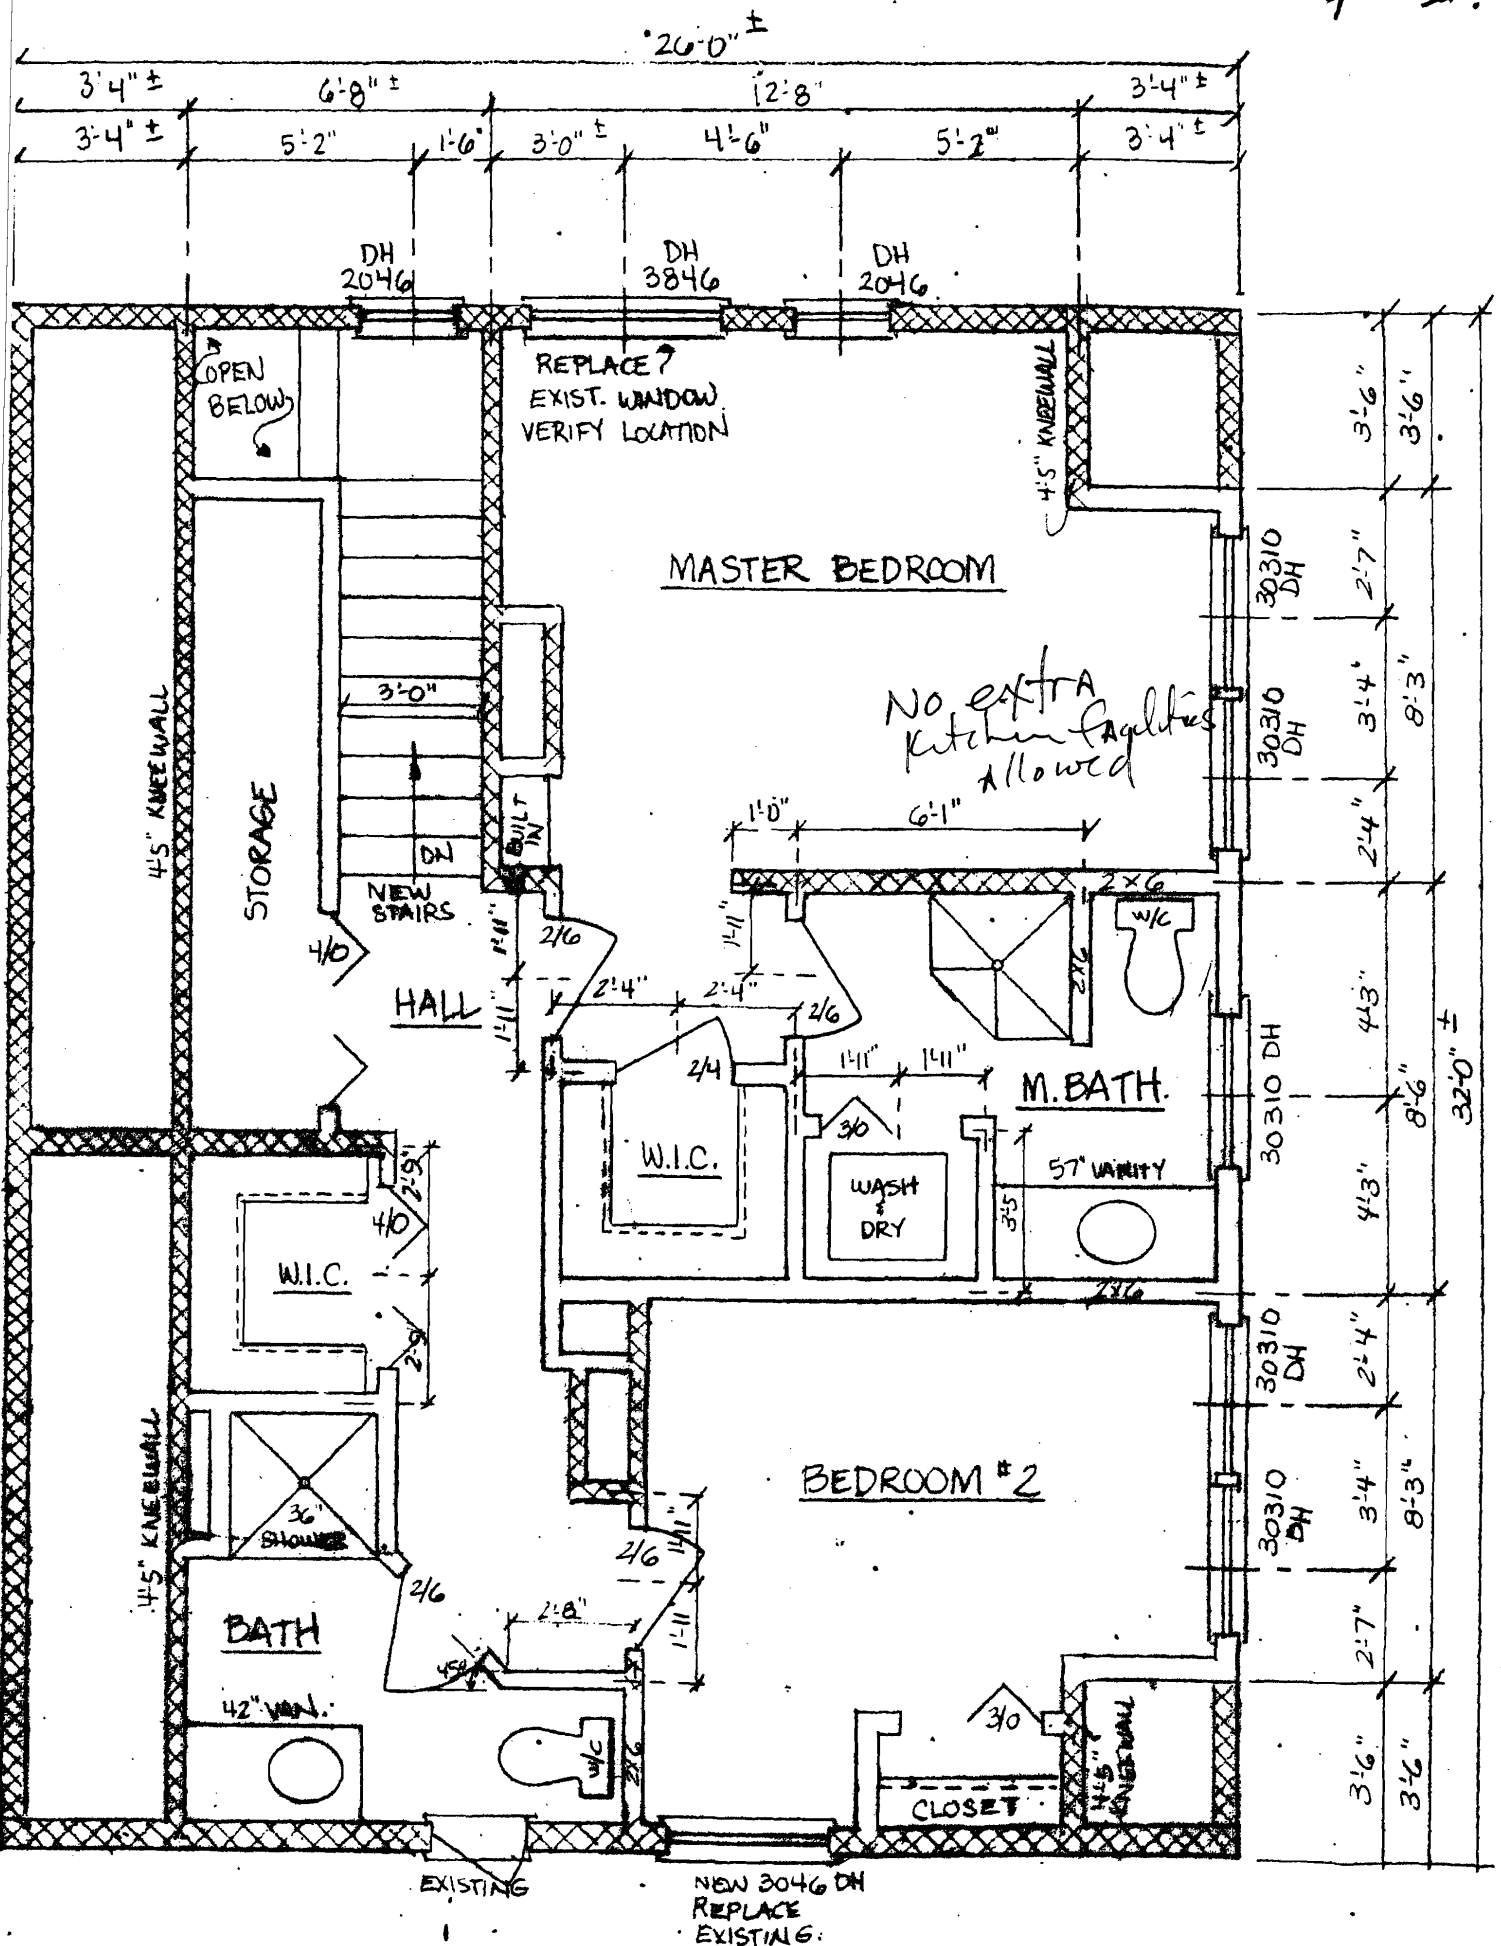 26'-0" ±
3'-4" ± 6'-8" ± 12'-8" 3'-4" ±
3'-4" ± 5'-2" 1'-6" 3'-0" ± 4'-6" 5'-2" 3'-4" ±
DH
2046
DH
3846
DH
2046
OPEN
BELOW
REPLACE
EXIST. WINDOW
VERIFY LOCATION
4'-5" KNEEWALL
3'-6"
3'-6"
MASTER BEDROOM
30310
DH
2'-7"
No extra
Kitchen facilities
Allowed
30310
DH
3'-4"
8'-3"
3'-0"
4'-5" KNEEWALL
STORAGE
BUILT
IN
DN
NEW
STAIRS
1'-0"
6'-1"
2'-4"
2x6
W/C
4/0
HALL
1'-11"
1'-11"
2/6
2'-4"
2'-4"
1'-11"
2/6
2x6
4'-3"
30310 DH
8'-6"
32'-0" ±
2/4
1'-11"
1'-11"
M. BATH.
3/0
W.I.C.
WASH
DRY
57" VANITY
3'-5
4'-3"
2'-9"
4/0
W.I.C.
2'-9"
2x6
30310
DH
2'-4"
BEDROOM #2
30310
DH
3'-4"
8'-3"
4'-5" KNEEWALL
36"
SHOWER
2/6
2/6
1'-11"
1'-11"
2'-8"
45°
BATH
42" VAN.
W/C
2x6
2'-7"
3/0
CLOSET
4'-5"
KNEEWALL
3'-6"
3'-6"
EXISTING
NEW 3046 DH
REPLACE
EXISTING.